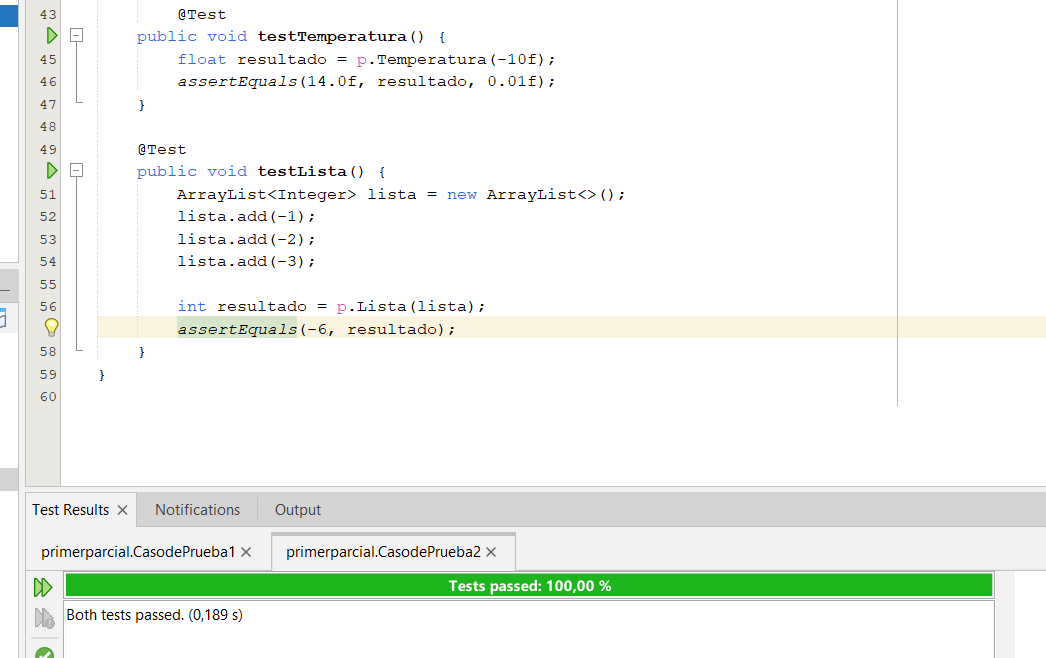 43 @Test
public void testTemperatura() {
45 float resultado = p.Temperatura(-10f);
46 assertEquals(14.0f, resultado, 0.01f);
47 }
48
49 @Test
public void testLista() {
51 ArrayList<Integer> lista = new ArrayList<>();
52 lista.add(-1);
53 lista.add(-2);
54 lista.add(-3);
55
56 int resultado = p.Lista(lista);
assertEquals(-6, resultado);
58 }
59 }
60
Test Results Notifications Output
primerparcial.CasodePrueba1 primerparcial.CasodePrueba2
Tests passed: 100,00 %
Both tests passed. (0,189 s)